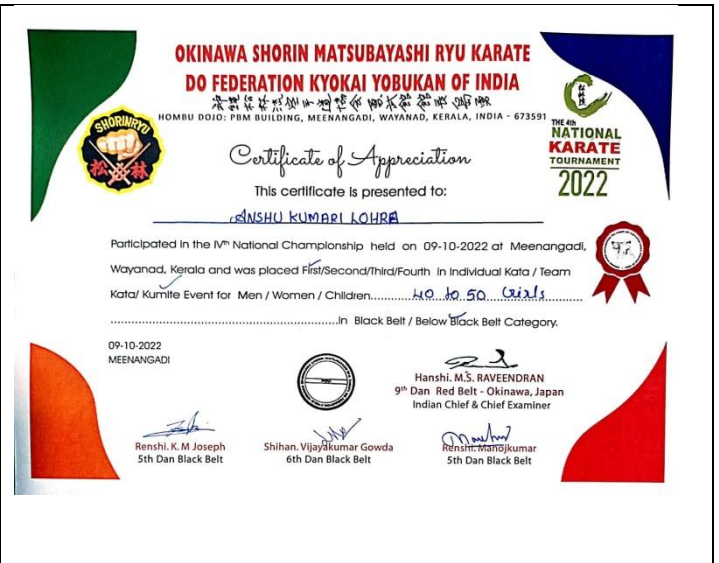 OKINAWA SHORIN MATSUBAYASHI RYU KARATE
DO FEDERATION KYOKAI YOBUKAN OF INDIA
HOMBU DOJO: PBM BUILDING, MEENANGADI, WAYANAD, KERALA, INDIA - 673591
SHORINRYU
松 林
THE 4th
NATIONAL
KARATE
TOURNAMENT
2022
Certificate of Appreciation
This certificate is presented to:
ANSHU KUMARI LOHRA
Participated in the IVth National Championship held on 09-10-2022 at Meenangadi,
Wayanad, Kerala and was placed First/Second/Third/Fourth in Individual Kata / Team
Kata/ Kumite Event for Men / Women / Children.......... 40 to 50 Girls
..........................................................in Black Belt / Below Black Belt Category.
09-10-2022
MEENANGADI
Hanshi. M.S. RAVEENDRAN
9th Dan Red Belt - Okinawa, Japan
Indian Chief & Chief Examiner
Renshi. K. M Joseph
5th Dan Black Belt
Shihan. Vijayakumar Gowda
6th Dan Black Belt
Renshi. Manojkumar
5th Dan Black Belt